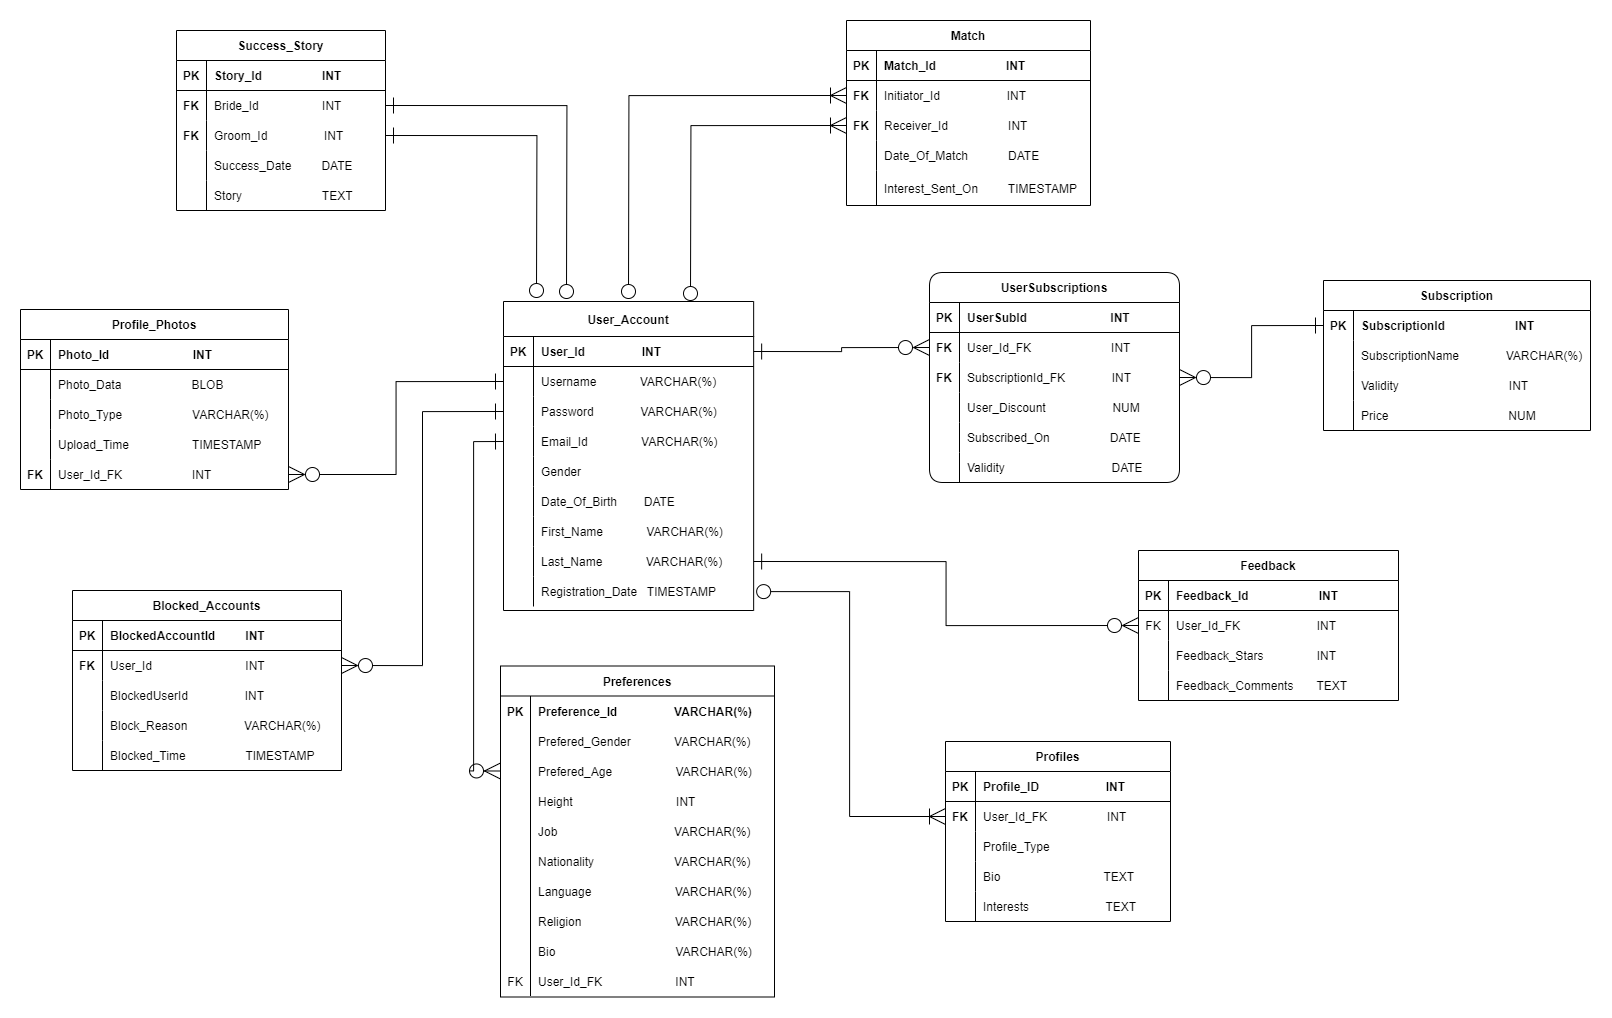 Success_Story
PK Story_Id INT
FK Bride_Id INT
FK Groom_Id INT
Success_Date DATE
Story TEXT
Match
PK Match_Id INT
FK Initiator_Id INT
FK Receiver_Id INT
Date_Of_Match DATE
Interest_Sent_On TIMESTAMP
Profile_Photos
PK Photo_Id INT
Photo_Data BLOB
Photo_Type VARCHAR(%)
Upload_Time TIMESTAMP
FK User_Id_FK INT
User_Account
PK User_Id INT
Username VARCHAR(%)
Password VARCHAR(%)
Email_Id VARCHAR(%)
Gender
Date_Of_Birth DATE
First_Name VARCHAR(%)
Last_Name VARCHAR(%)
Registration_Date TIMESTAMP
UserSubscriptions
PK UserSubId INT
FK User_Id_FK INT
FK SubscriptionId_FK INT
User_Discount NUM
Subscribed_On DATE
Validity DATE
Subscription
PK SubscriptionId INT
SubscriptionName VARCHAR(%)
Validity INT
Price NUM
Blocked_Accounts
PK BlockedAccountId INT
FK User_Id INT
BlockedUserId INT
Block_Reason VARCHAR(%)
Blocked_Time TIMESTAMP
Preferences
PK Preference_Id VARCHAR(%)
Prefered_Gender VARCHAR(%)
Prefered_Age VARCHAR(%)
Height INT
Job VARCHAR(%)
Nationality VARCHAR(%)
Language VARCHAR(%)
Religion VARCHAR(%)
Bio VARCHAR(%)
FK User_Id_FK INT
Feedback
PK Feedback_Id INT
FK User_Id_FK INT
Feedback_Stars INT
Feedback_Comments TEXT
Profiles
PK Profile_ID INT
FK User_Id_FK INT
Profile_Type
Bio TEXT
Interests TEXT